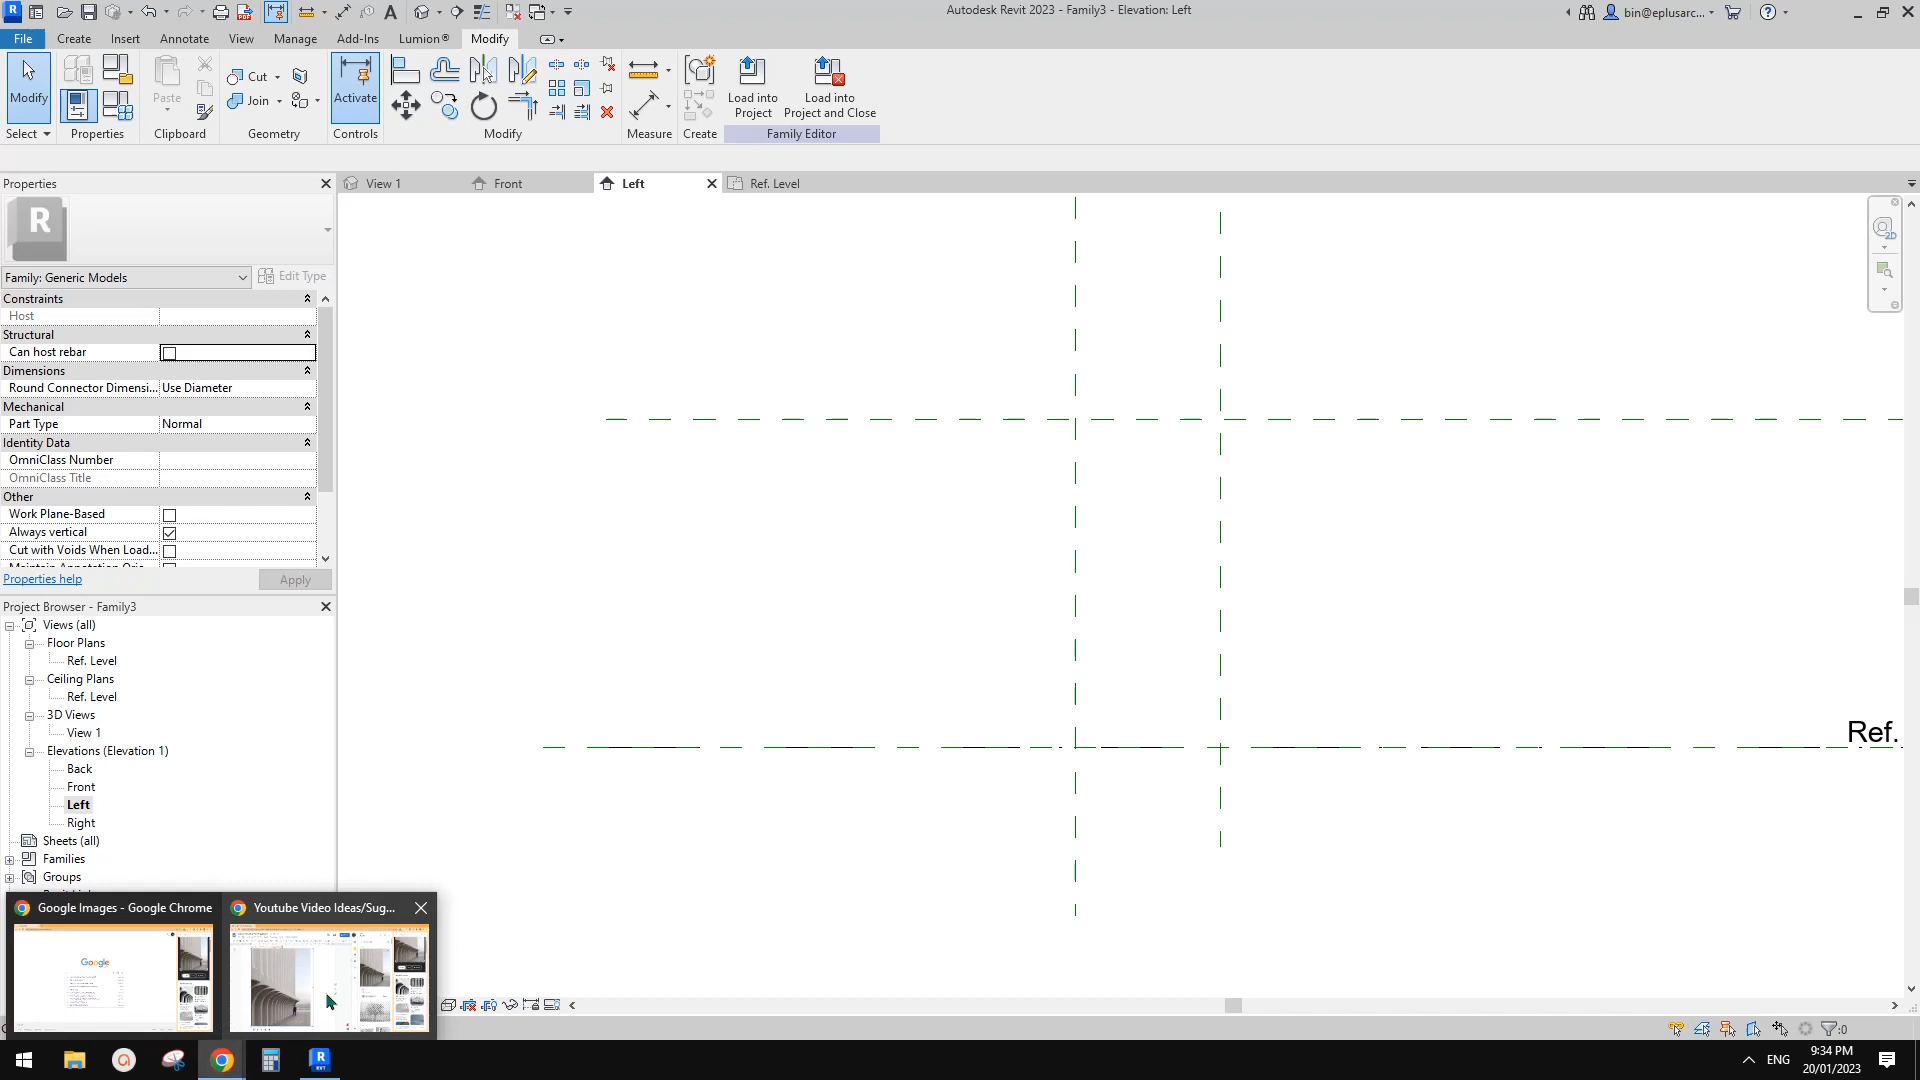 Autodesk Revit 2023 - Family3 - Elevation: Left
bin@eplusarc...
File
Create
Insert
Annotate
View
Manage
Add-Ins
Lumion®
Modify
Modify
Paste
Cut
Join
Activate
Load into
Project
Load into
Project and Close
Select
Properties
Clipboard
Geometry
Controls
Modify
Measure
Create
Family Editor
Properties
View 1
Front
Left
Ref. Level
R
Family: Generic Models
Edit Type
Constraints
Host
Structural
Can host rebar
Dimensions
Round Connector Dimensi...
Use Diameter
Mechanical
Part Type
Normal
Identity Data
OmniClass Number
OmniClass Title
Other
Work Plane-Based
Always vertical
Cut with Voids When Load...
Properties help
Apply
Project Browser - Family3
Views (all)
Floor Plans
Ref. Level
Ceiling Plans
Ref. Level
3D Views
View 1
Elevations (Elevation 1)
Back
Front
Left
Right
Sheets (all)
Families
Groups
Ref.
2D
Google Images - Google Chrome
Youtube Video Ideas/Sug...
Google
:0
ENG
9:34 PM
20/01/2023